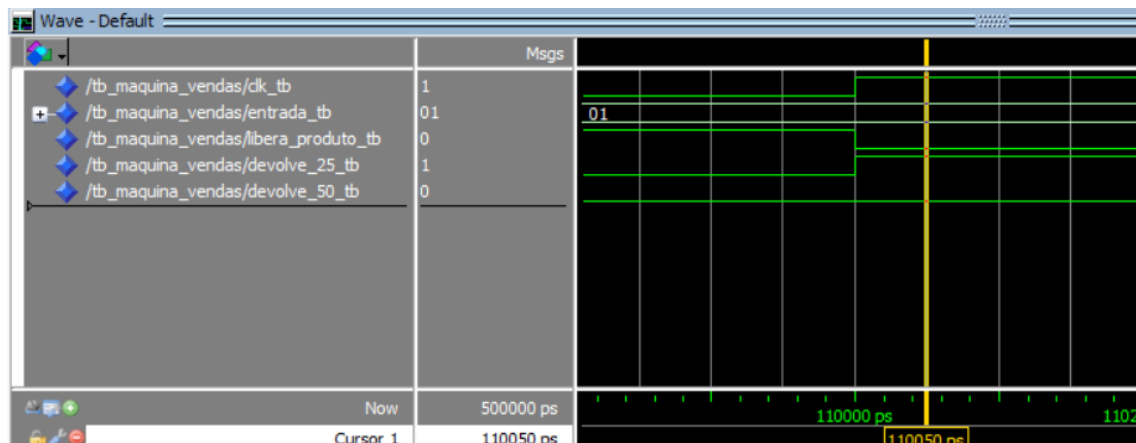 Wave - Default
Msgs
/tb_maquina_vendas/clk_tb 1
/tb_maquina_vendas/entrada_tb 01 01
/tb_maquina_vendas/libera_produto_tb 0
/tb_maquina_vendas/devolve_25_tb 1
/tb_maquina_vendas/devolve_50_tb 0
Now 500000 ps 110000 ps 1102
Cursor 1 110050 ps 110050 ps